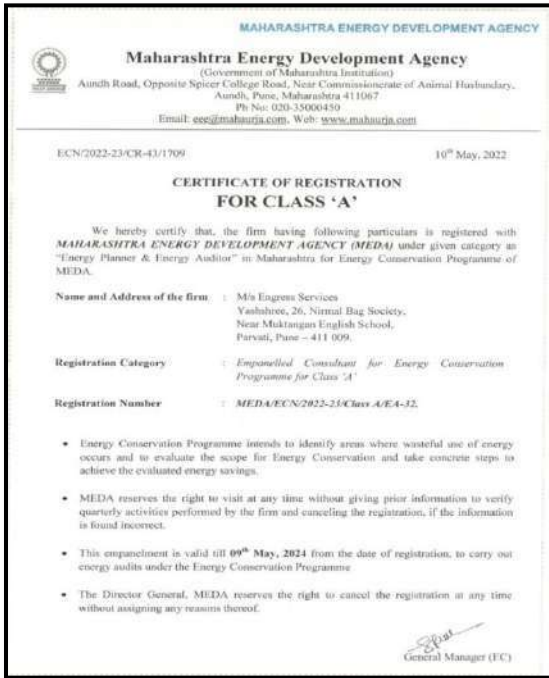 MAHARASHTRA ENERGY DEVELOPMENT AGENCY
Maharashtra Energy Development Agency
(Government of Maharashtra Institution)
Aundh Road, Opposite Spicer College Road, Near Commissionerate of Animal Husbandary,
Aundh, Pune, Maharashtra 411067
Ph No: 020-35000450
Email: eee@mahaurja.com, Web: www.mahaurja.com
ECN/2022-23/CR-43/1709
10th May, 2022
CERTIFICATE OF REGISTRATION
FOR CLASS 'A'
We hereby certify that, the firm having following particulars is registered with
MAHARASHTRA ENERGY DEVELOPMENT AGENCY (MEDA) under given category as
"Energy Planner & Energy Auditor" in Maharashtra for Energy Conservation Programme of
MEDA.
Name and Address of the firm : M/s Engress Services
Yashshree, 26, Nirmal Bag Society,
Near Muktangan English School,
Parvati, Pune – 411 009.
Registration Category : Empanelled Consultant for Energy Conservation
Programme for Class 'A'
Registration Number : MEDA/ECN/2022-23/Class A/EA-32.
• Energy Conservation Programme intends to identify areas where wasteful use of energy
occurs and to evaluate the scope for Energy Conservation and take concrete steps to
achieve the evaluated energy savings.
• MEDA reserves the right to visit at any time without giving prior information to verify
quarterly activities performed by the firm and canceling the registration, if the information
is found incorrect.
• This empanelment is valid till 09th May, 2024 from the date of registration, to carry out
energy audits under the Energy Conservation Programme
• The Director General, MEDA reserves the right to cancel the registration at any time
without assigning any reasons thereof.
General Manager (EC)